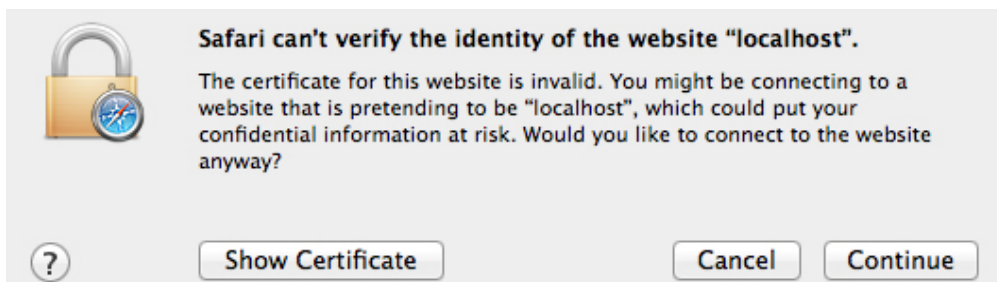 Safari can't verify the identity of the website “localhost”.
The certificate for this website is invalid. You might be connecting to a
website that is pretending to be “localhost”, which could put your
confidential information at risk. Would you like to connect to the website
anyway?
? Show Certificate Cancel Continue